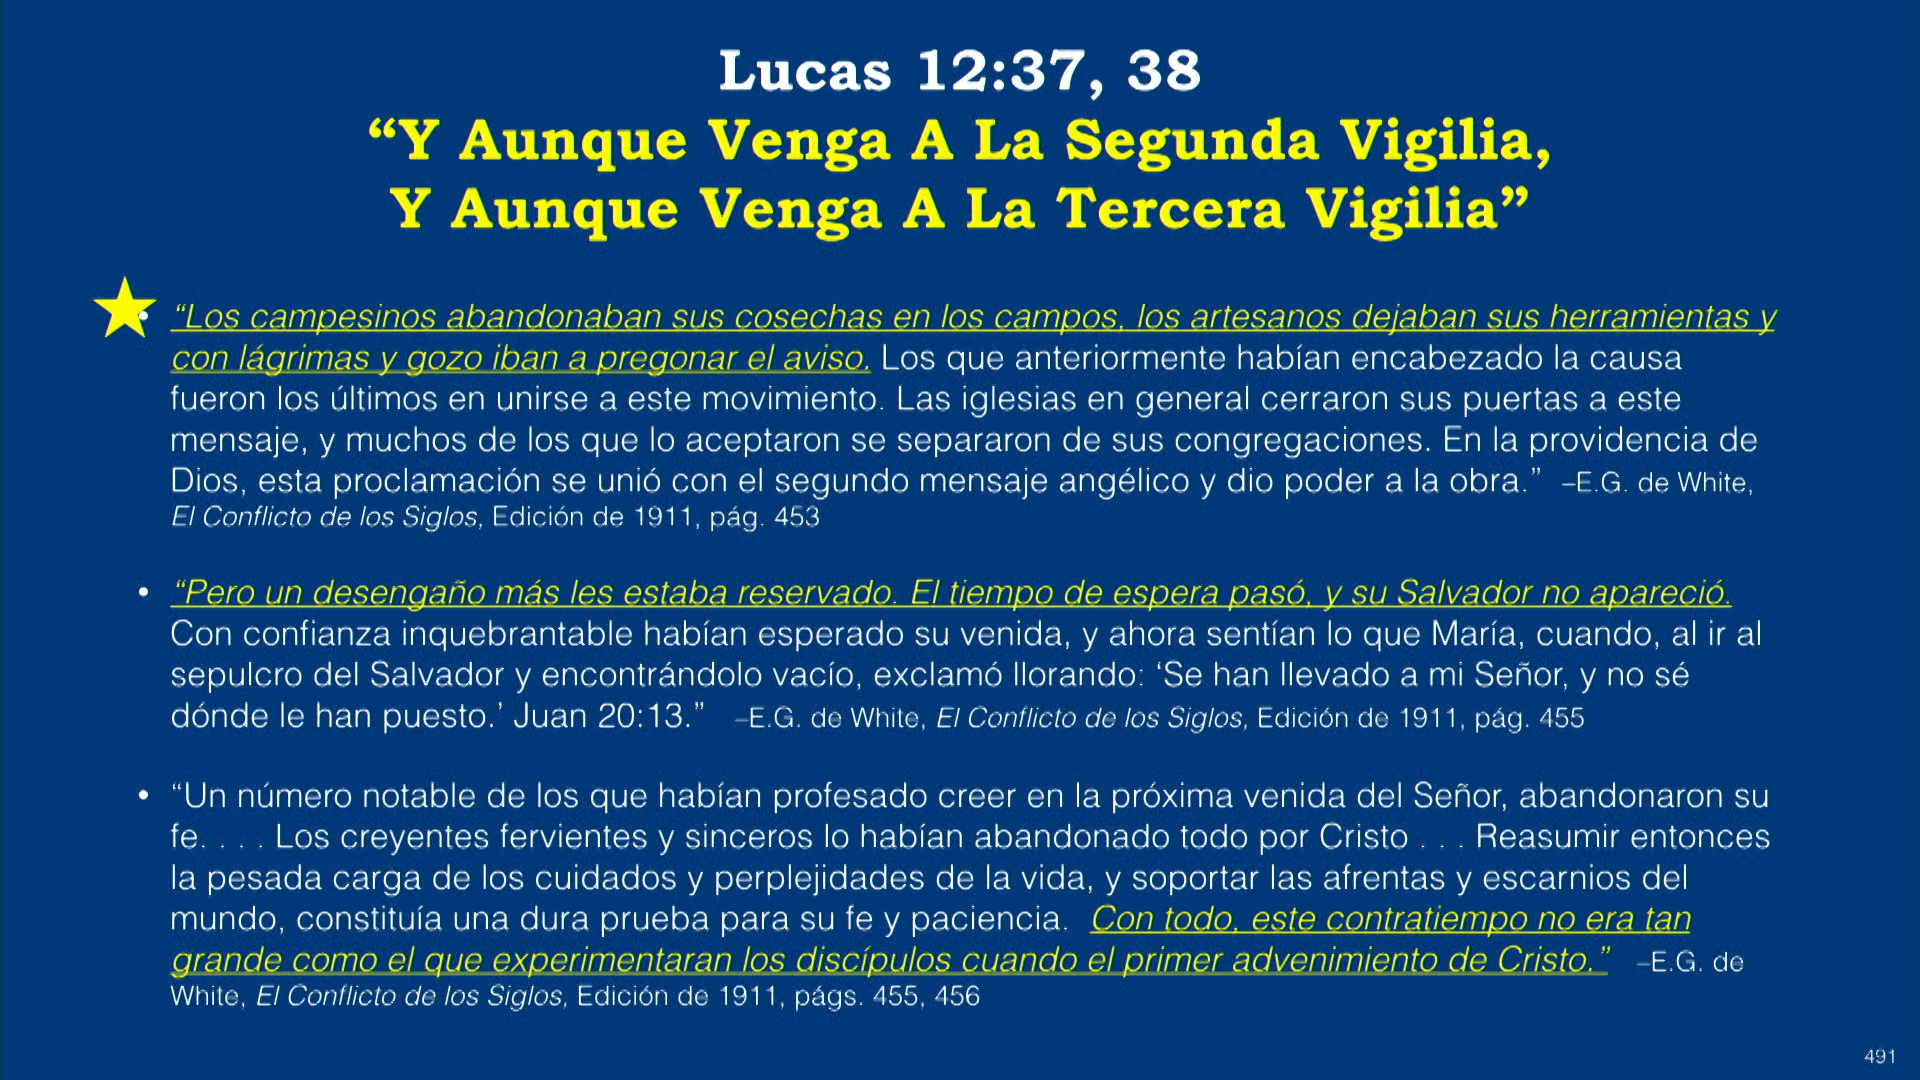 Lucas 12:37, 38
“Y Aunque Venga A La Segunda Vigilia,
Y Aunque Venga A La Tercera Vigilia”
• “Los campesinos abandonaban sus cosechas en los campos, los artesanos dejaban sus herramientas y
con lágrimas y gozo iban a pregonar el aviso. Los que anteriormente habían encabezado la causa
fueron los últimos en unirse a este movimiento. Las iglesias en general cerraron sus puertas a este
mensaje, y muchos de los que lo aceptaron se separaron de sus congregaciones. En la providencia de
Dios, esta proclamación se unió con el segundo mensaje angélico y dio poder a la obra.” –E.G. de White,
El Conflicto de los Siglos, Edición de 1911, pág. 453
• “Pero un desengaño más les estaba reservado. El tiempo de espera pasó, y su Salvador no apareció.
Con confianza inquebrantable habían esperado su venida, y ahora sentían lo que María, cuando, al ir al
sepulcro del Salvador y encontrándolo vacío, exclamó llorando: ‘Se han llevado a mi Señor, y no sé
dónde le han puesto.’ Juan 20:13.” –E.G. de White, El Conflicto de los Siglos, Edición de 1911, pág. 455
• “Un número notable de los que habían profesado creer en la próxima venida del Señor, abandonaron su
fe. . . . Los creyentes fervientes y sinceros lo habían abandonado todo por Cristo . . . Reasumir entonces
la pesada carga de los cuidados y perplejidades de la vida, y soportar las afrentas y escarnios del
mundo, constituía una dura prueba para su fe y paciencia. Con todo, este contratiempo no era tan
grande como el que experimentaran los discípulos cuando el primer advenimiento de Cristo.” –E.G. de
White, El Conflicto de los Siglos, Edición de 1911, págs. 455, 456
491